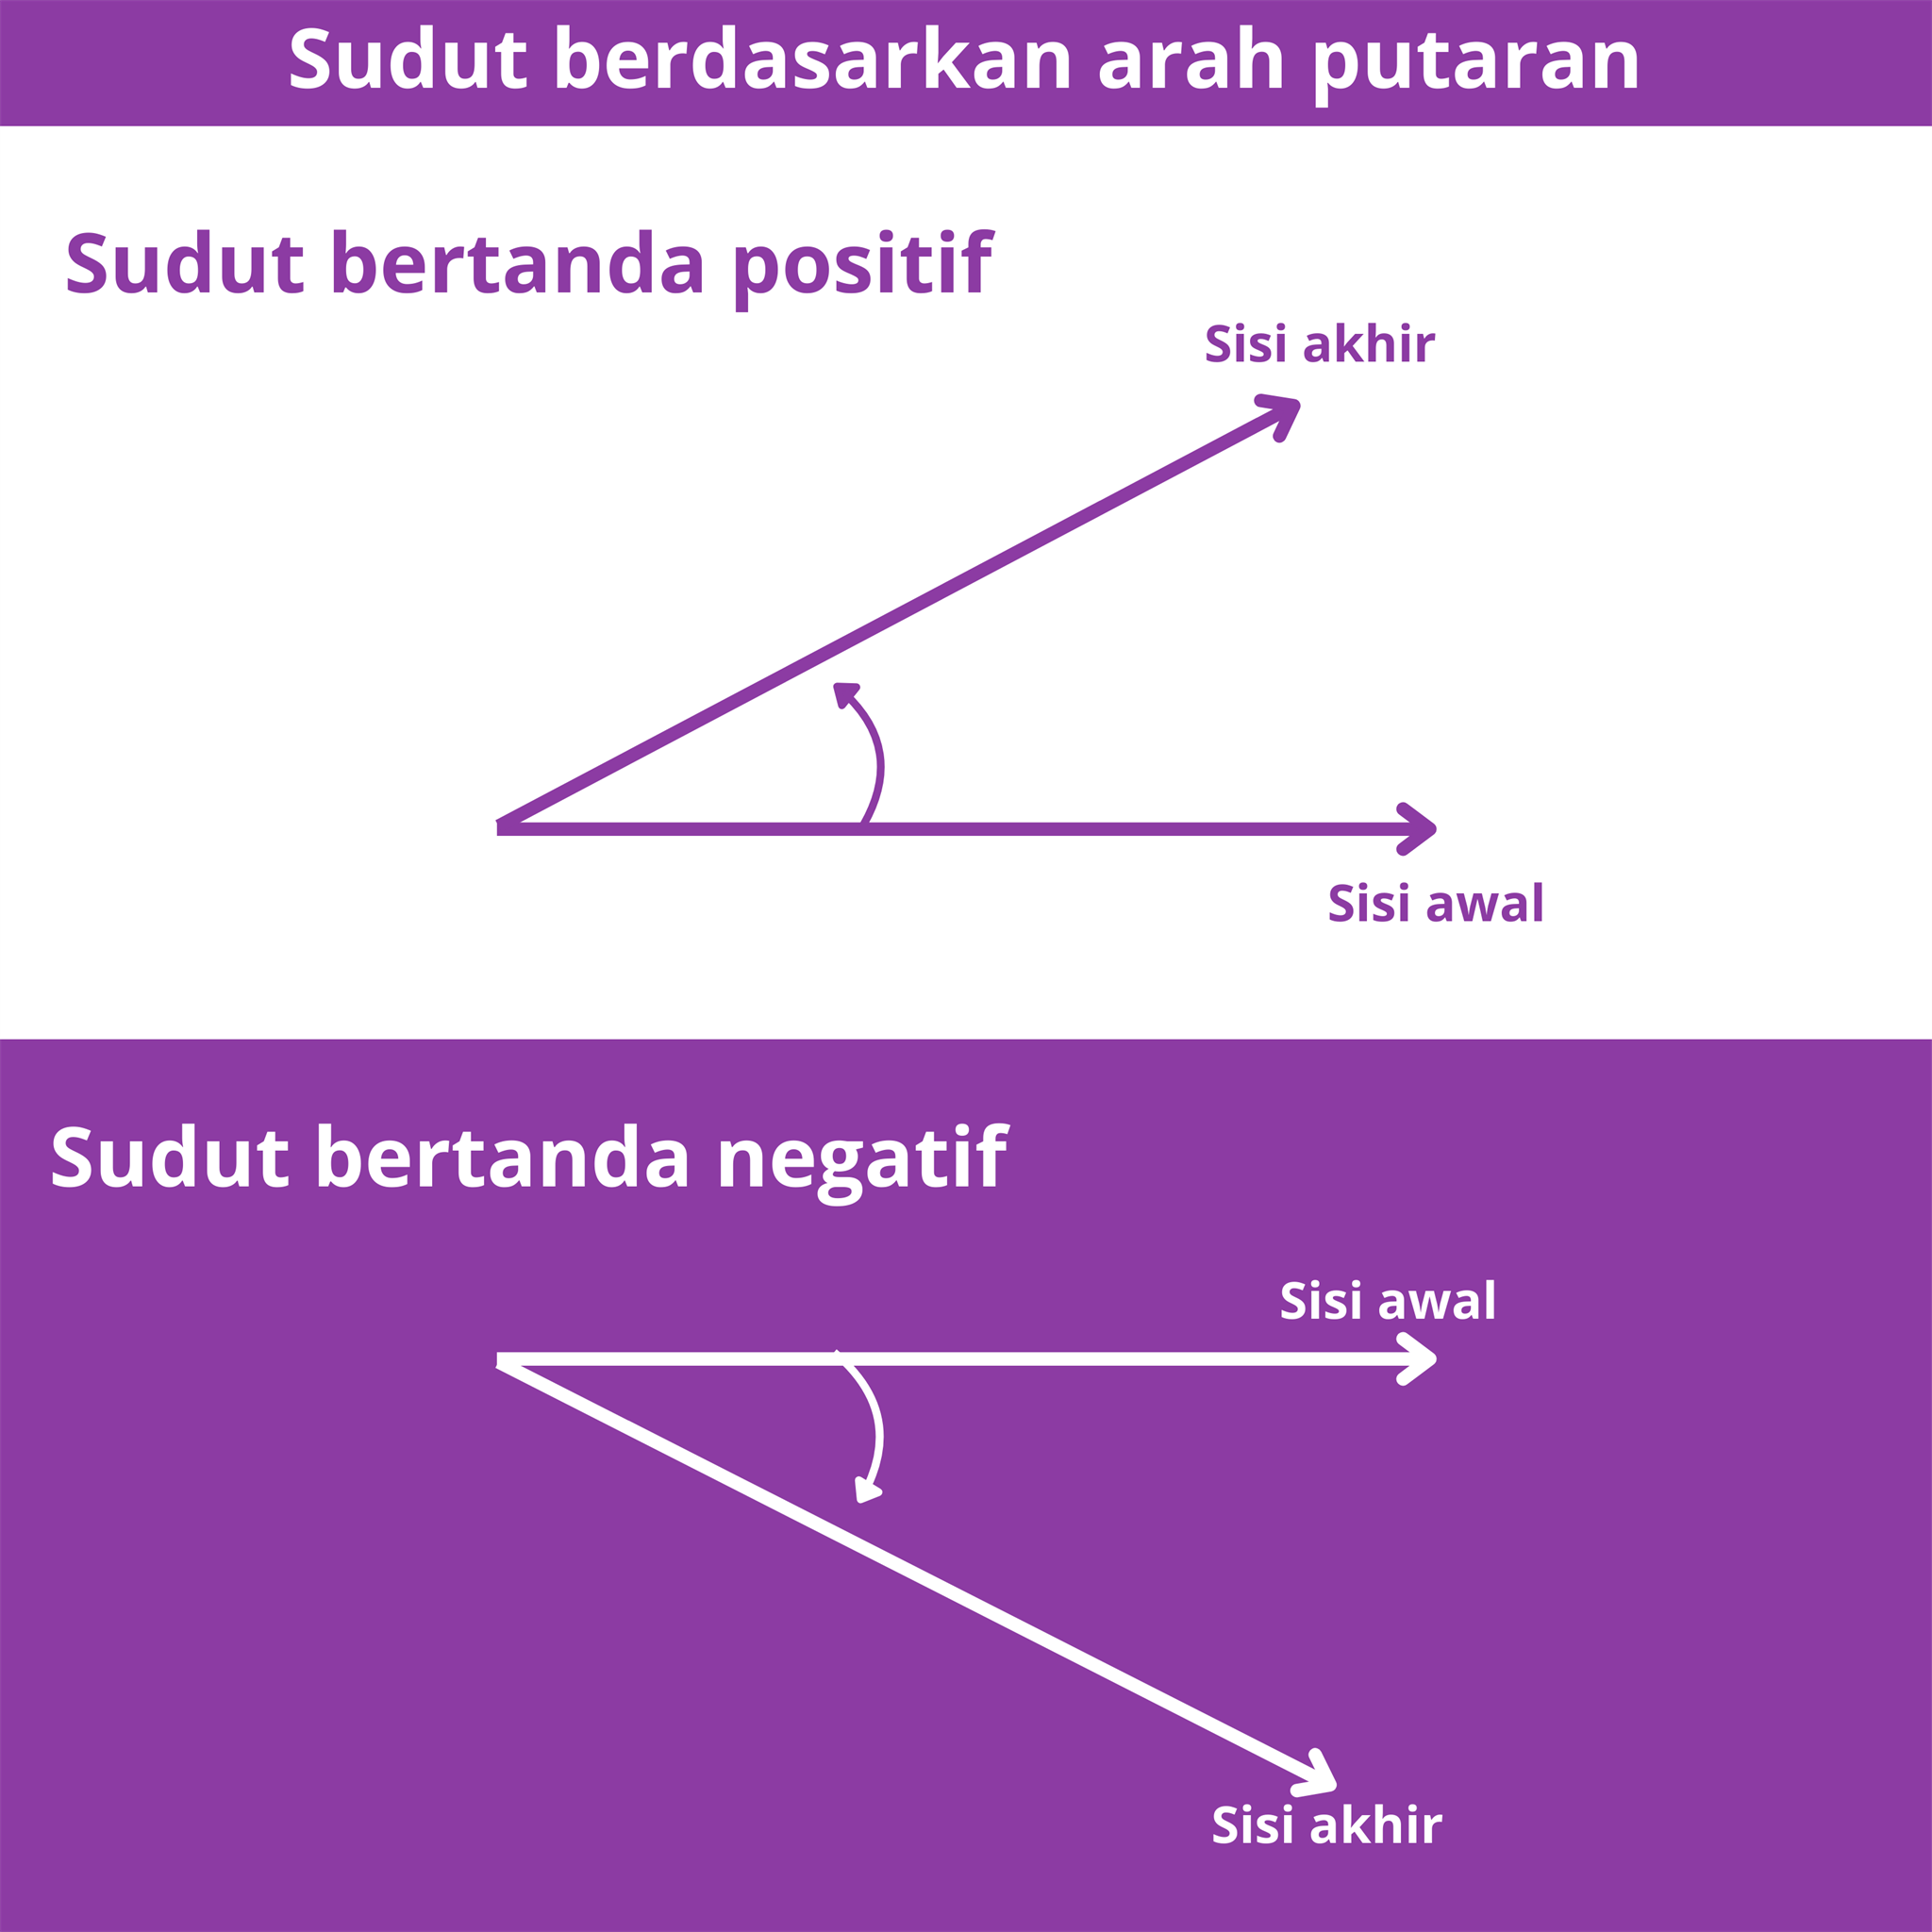 Sudut berdasarkan arah putaran
Sudut bertanda positif
Sisi akhir
Sisi awal
Sudut bertanda negatif
Sisi awal
Sisi akhir